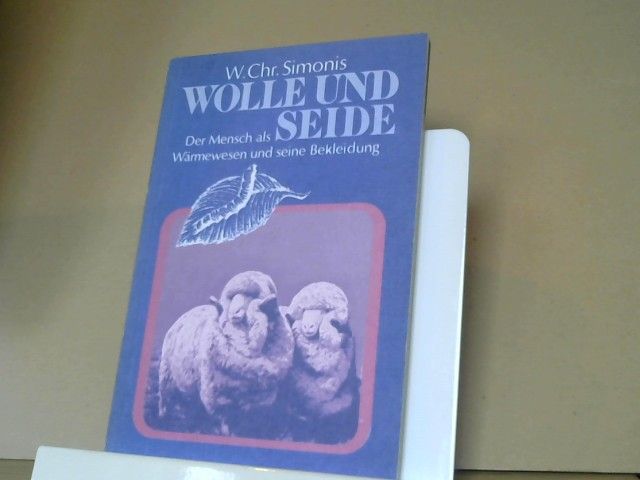 W. Chr. Simonis
WOLLE UND
SEIDE
Der Mensch als
Wärmewesen und seine Bekleidung